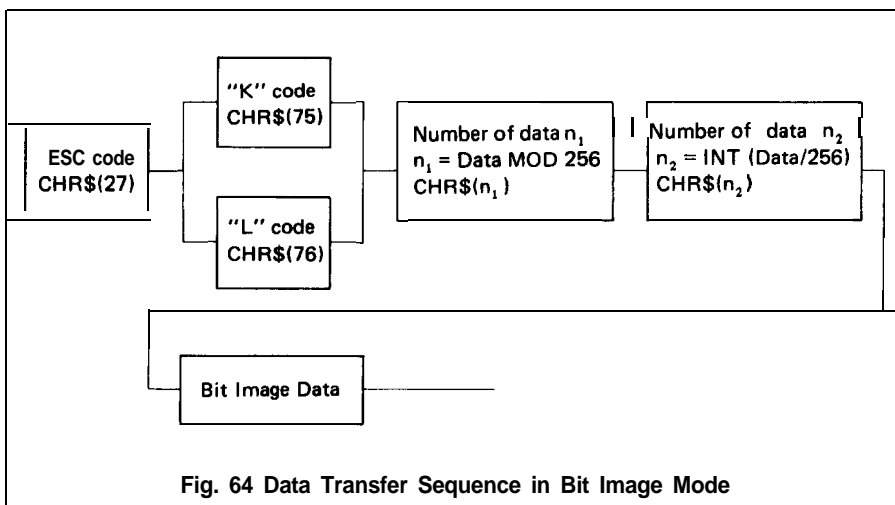 ESC code
CHR$(27)
"K" code
CHR$(75)
"L" code
CHR$(76)
Number of data n₁
n₁ = Data MOD 256
CHR$(n₁)
Number of data n₂
n₂ = INT (Data/256)
CHR$(n₂)
Bit Image Data
Fig. 64 Data Transfer Sequence in Bit Image Mode